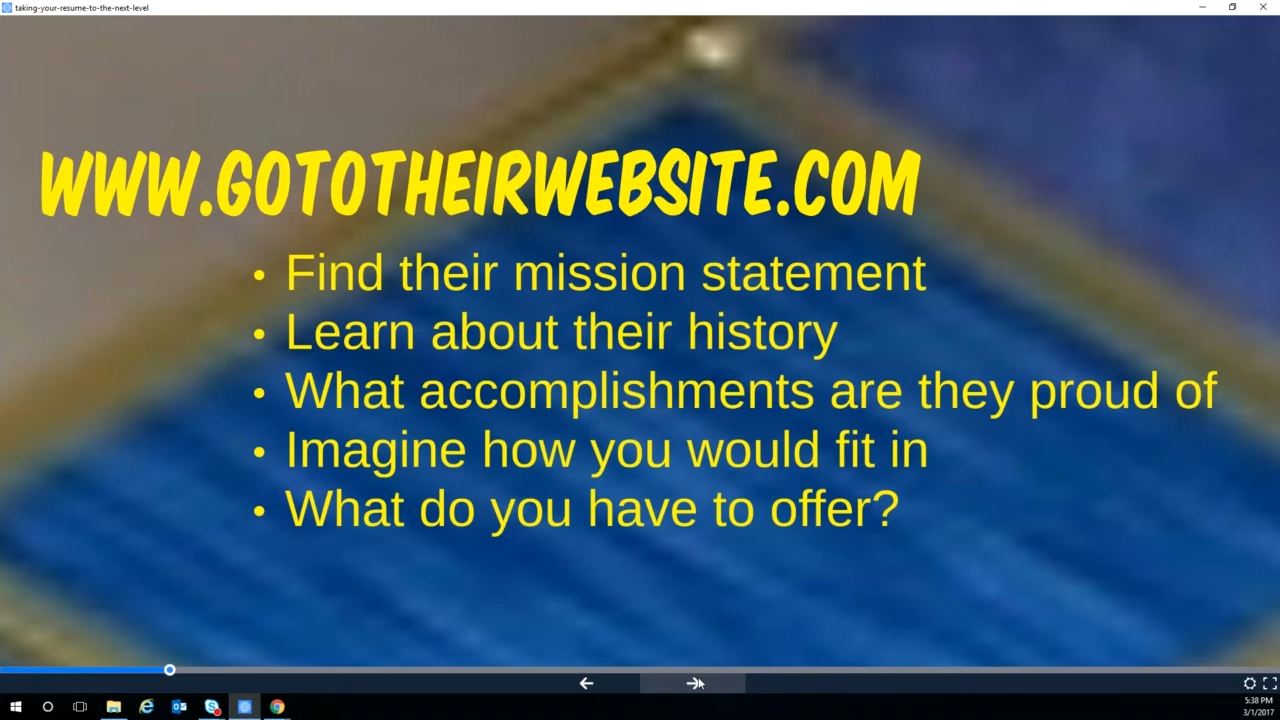 taking-your-resume-to-the-next-level
WWW.GOTOTHEIRWEBSITE.COM
• Find their mission statement
• Learn about their history
• What accomplishments are they proud of
• Imagine how you would fit in
• What do you have to offer?
5:38 PM
3/1/2017